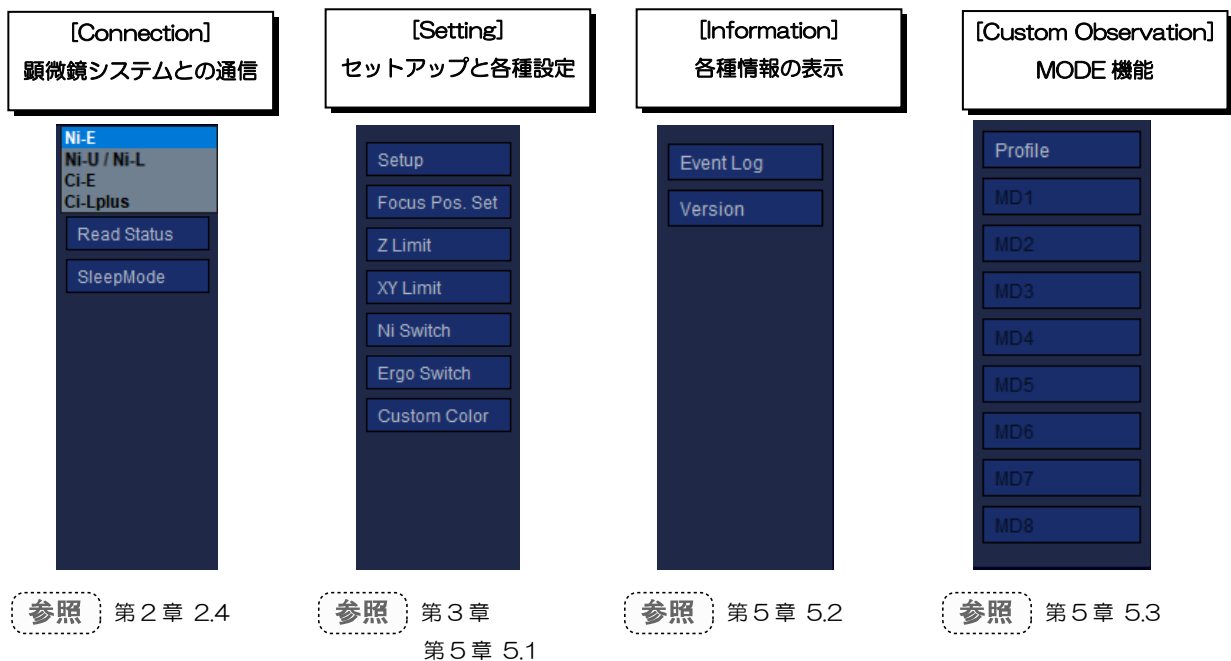 [Connection]
顕微鏡システムとの通信
Ni-E
Ni-U / Ni-L
Ci-E
Ci-Lplus
Read Status
SleepMode
参照 第2章 2.4
[Setting]
セットアップと各種設定
Setup
Focus Pos. Set
Z Limit
XY Limit
Ni Switch
Ergo Switch
Custom Color
参照 第3章
第5章 5.1
[Information]
各種情報の表示
Event Log
Version
参照 第5章 5.2
[Custom Observation]
MODE 機能
Profile
MD1
MD2
MD3
MD4
MD5
MD6
MD7
MD8
参照 第5章 5.3